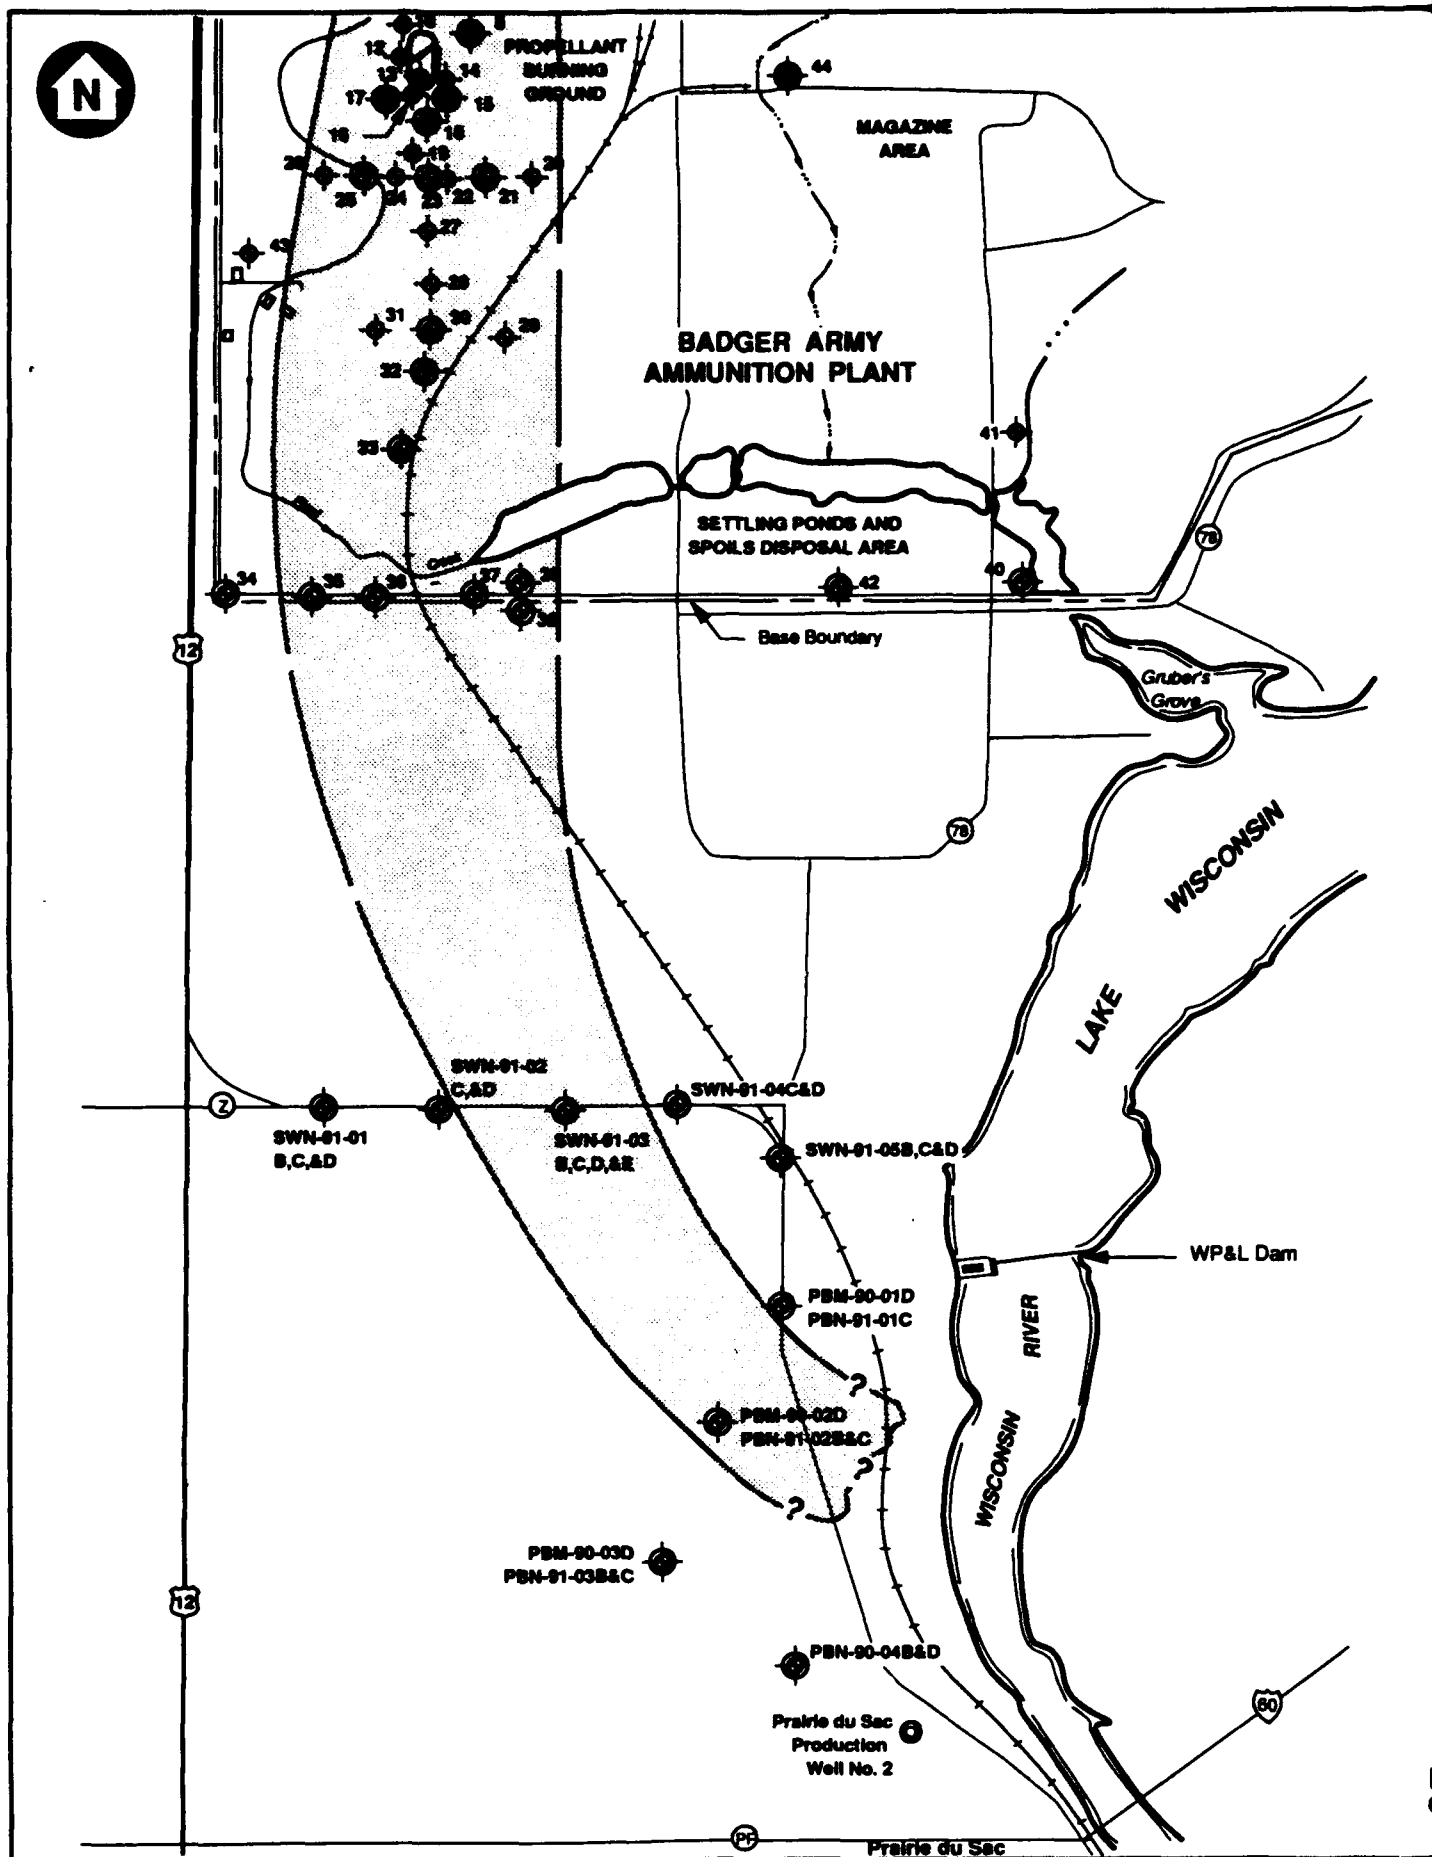 N
8
PROPELLANT
BURNING
GROUND
12
13
14
17
15
16
18
19
44
MAGAZINE
AREA
25
24
23
22
21
20
43
27
31
30
29
BADGER ARMY
AMMUNITION PLANT
32
33
41
SETTLING PONDS AND
SPOILS DISPOSAL AREA
78
Creek
34
35
36
37
42
40
Base Boundary
12
Gruber's
Grove
78
LAKE WISCONSIN
SWN-91-02
C,&D
SWN-91-04C&D
Z
SWN-91-01
B,C,&D
SWN-91-03
B,C,D,&E
SWN-91-05B,C&D
WP&L Dam
PBM-90-01D
PBN-91-01C
WISCONSIN RIVER
?
PBM-90-02D
PBN-91-02B&C
?
?
PBM-90-03D
PBN-91-03B&C
12
PBN-90-04B&D
60
Prairie du Sac
Production
Well No. 2
PF
Prairie du Sac